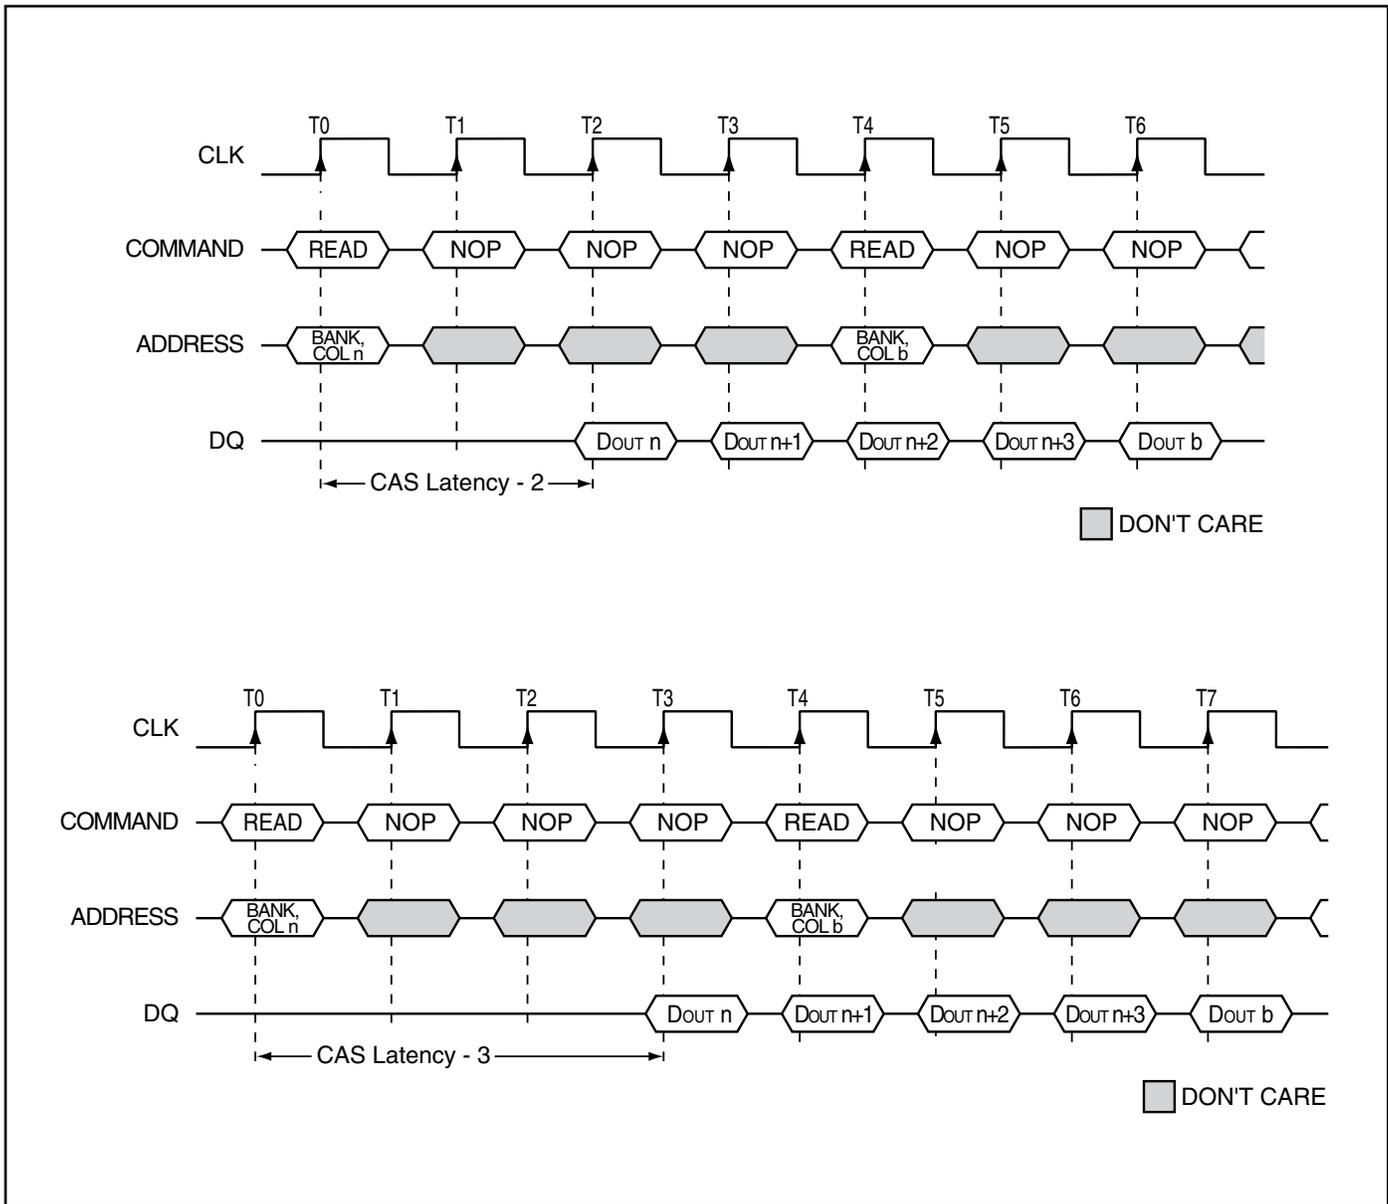 T0 T1 T2 T3 T4 T5 T6
CLK
COMMAND READ NOP NOP NOP READ NOP NOP
ADDRESS BANK, COL n BANK, COL b
DQ DOUT n DOUT n+1 DOUT n+2 DOUT n+3 DOUT b
CAS Latency - 2
DON'T CARE
T0 T1 T2 T3 T4 T5 T6 T7
CLK
COMMAND READ NOP NOP NOP READ NOP NOP NOP
ADDRESS BANK, COL n BANK, COL b
DQ DOUT n DOUT n+1 DOUT n+2 DOUT n+3 DOUT b
CAS Latency - 3
DON'T CARE